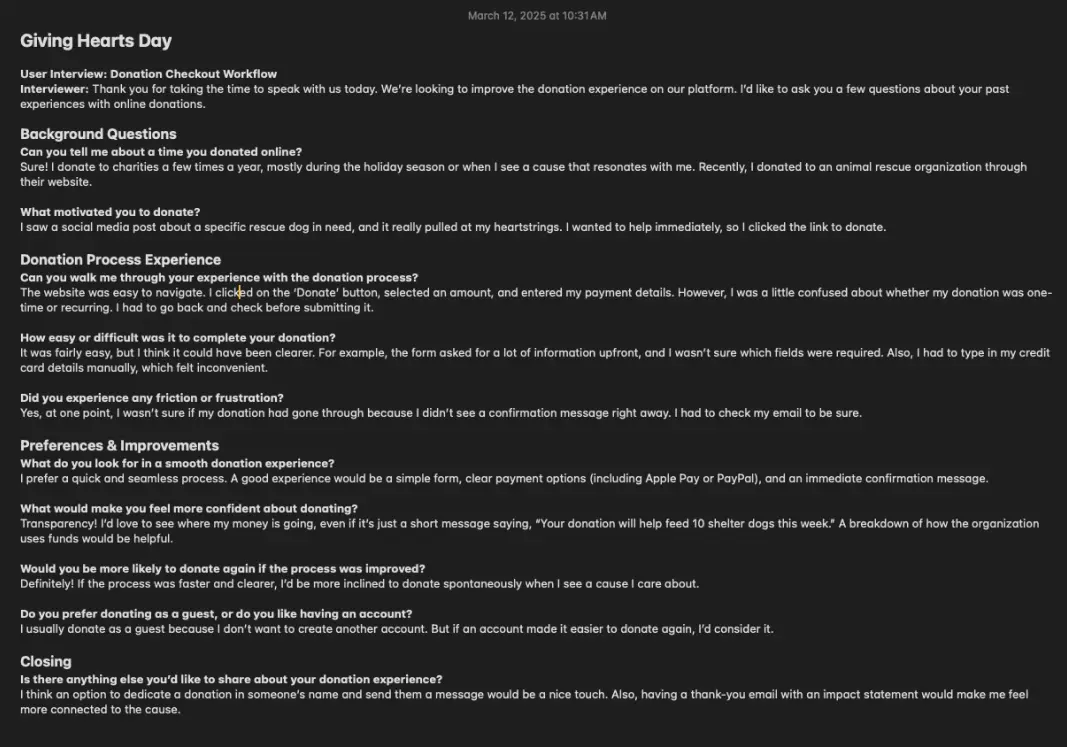 March 12, 2025 at 10:31 AM
Giving Hearts Day
User Interview: Donation Checkout Workflow
Interviewer: Thank you for taking the time to speak with us today. We’re looking to improve the donation experience on our platform. I’d like to ask you a few questions about your past
experiences with online donations.
Background Questions
Can you tell me about a time you donated online?
Sure! I donate to charities a few times a year, mostly during the holiday season or when I see a cause that resonates with me. Recently, I donated to an animal rescue organization through
their website.
What motivated you to donate?
I saw a social media post about a specific rescue dog in need, and it really pulled at my heartstrings. I wanted to help immediately, so I clicked the link to donate.
Donation Process Experience
Can you walk me through your experience with the donation process?
The website was easy to navigate. I clicked on the ‘Donate’ button, selected an amount, and entered my payment details. However, I was a little confused about whether my donation was one-
time or recurring. I had to go back and check before submitting it.
How easy or difficult was it to complete your donation?
It was fairly easy, but I think it could have been clearer. For example, the form asked for a lot of information upfront, and I wasn’t sure which fields were required. Also, I had to type in my credit
card details manually, which felt inconvenient.
Did you experience any friction or frustration?
Yes, at one point, I wasn’t sure if my donation had gone through because I didn’t see a confirmation message right away. I had to check my email to be sure.
Preferences & Improvements
What do you look for in a smooth donation experience?
I prefer a quick and seamless process. A good experience would be a simple form, clear payment options (including Apple Pay or PayPal), and an immediate confirmation message.
What would make you feel more confident about donating?
Transparency! I’d love to see where my money is going, even if it’s just a short message saying, “Your donation will help feed 10 shelter dogs this week.” A breakdown of how the organization
uses funds would be helpful.
Would you be more likely to donate again if the process was improved?
Definitely! If the process was faster and clearer, I’d be more inclined to donate spontaneously when I see a cause I care about.
Do you prefer donating as a guest, or do you like having an account?
I usually donate as a guest because I don’t want to create another account. But if an account made it easier to donate again, I’d consider it.
Closing
Is there anything else you’d like to share about your donation experience?
I think an option to dedicate a donation in someone’s name and send them a message would be a nice touch. Also, having a thank-you email with an impact statement would make me feel
more connected to the cause.